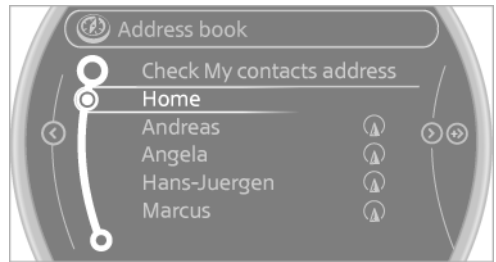 Address book
Check My contacts address
Home
Andreas
Angela
Hans-Juergen
Marcus